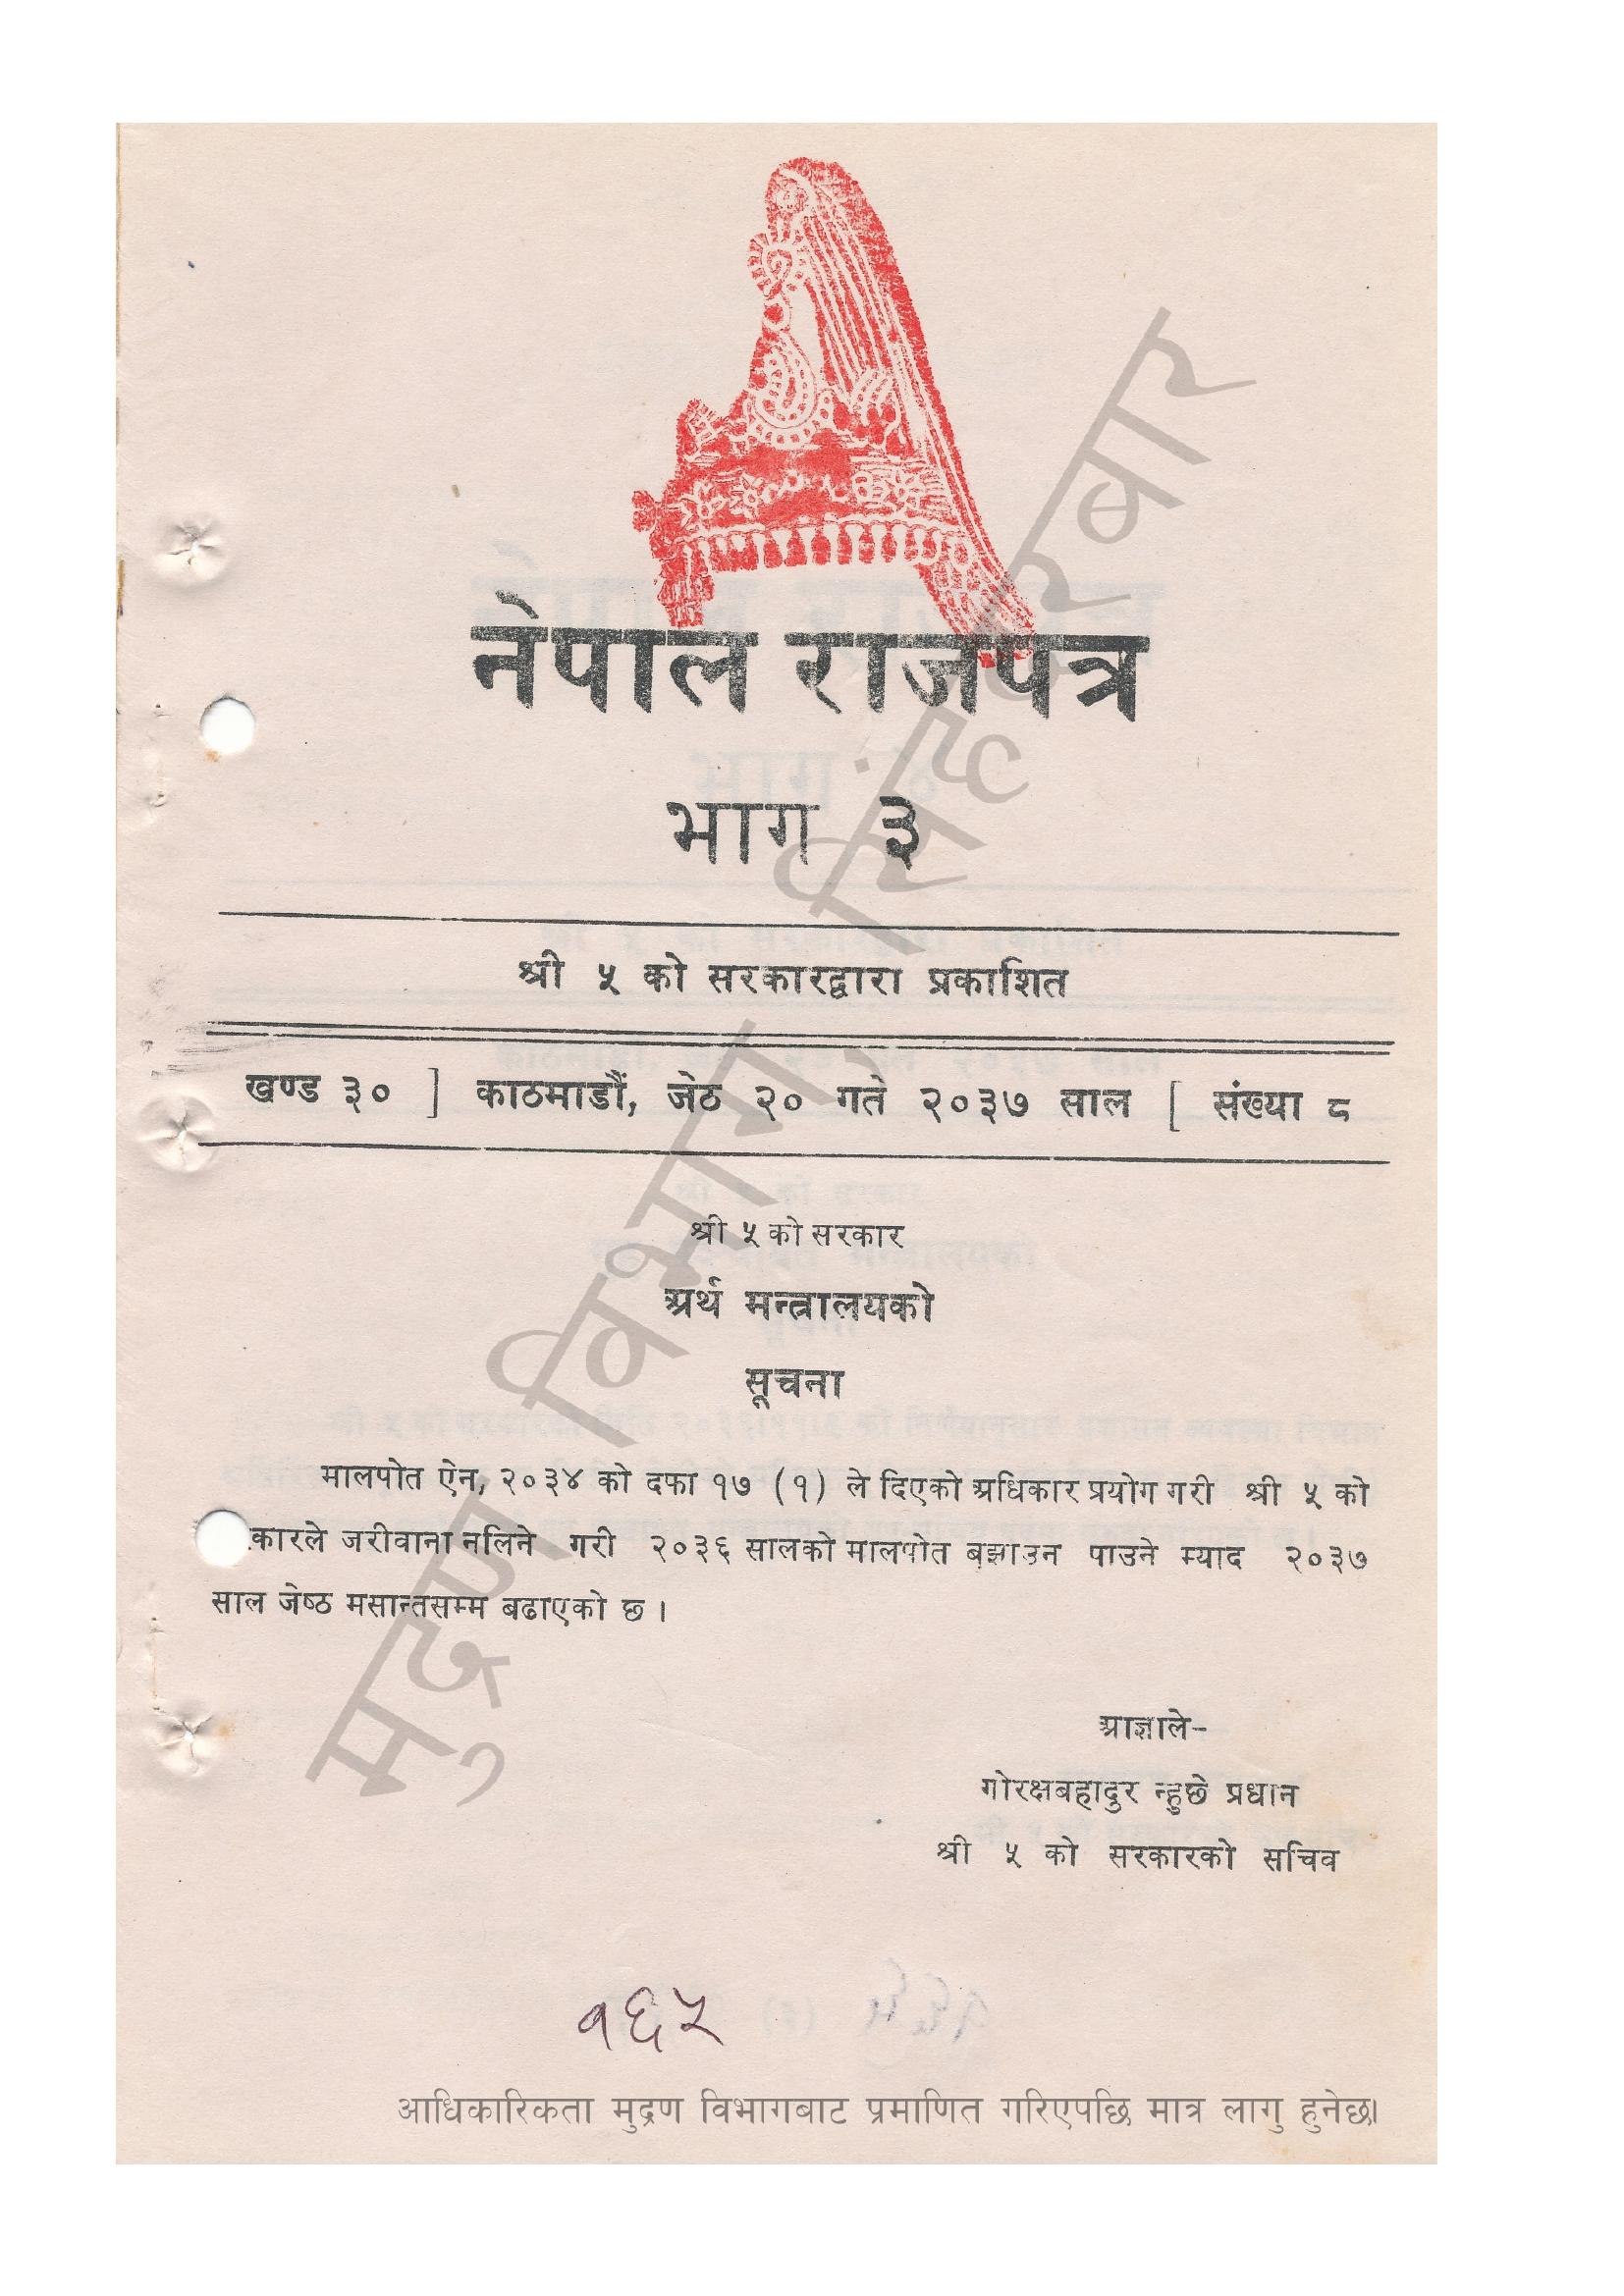 नेपाल राजपत्र
भाग ३
श्री ५ को सरकारद्वारा प्रकाशित
खण्ड ३० ] काठमाडौं, जेठ २० गते २०३७ साल [ संख्या ८
श्री ५ को सरकार
अर्थ मन्त्रालयको
सूचना
मालपोत ऐन, २०३४ को दफा १७ (१) ले दिएको अधिकार प्रयोग गरी श्री ५ को
कारले जरीवाना नलिने गरी २०३६ सालको मालपोत बुझाउन पाउने म्याद २०३७
साल जेष्ठ मसान्तसम्म बढाएको छ ।
आज्ञाले-
गोरक्षबहादुर न्हुछे प्रधान
श्री ५ को सरकारको सचिव
१६५
आधिकारिकता मुद्रण विभागबाट प्रमाणित गरिएपछि मात्र लागु हुनेछ।
मुद्रण विभाग, सिंहदरबार